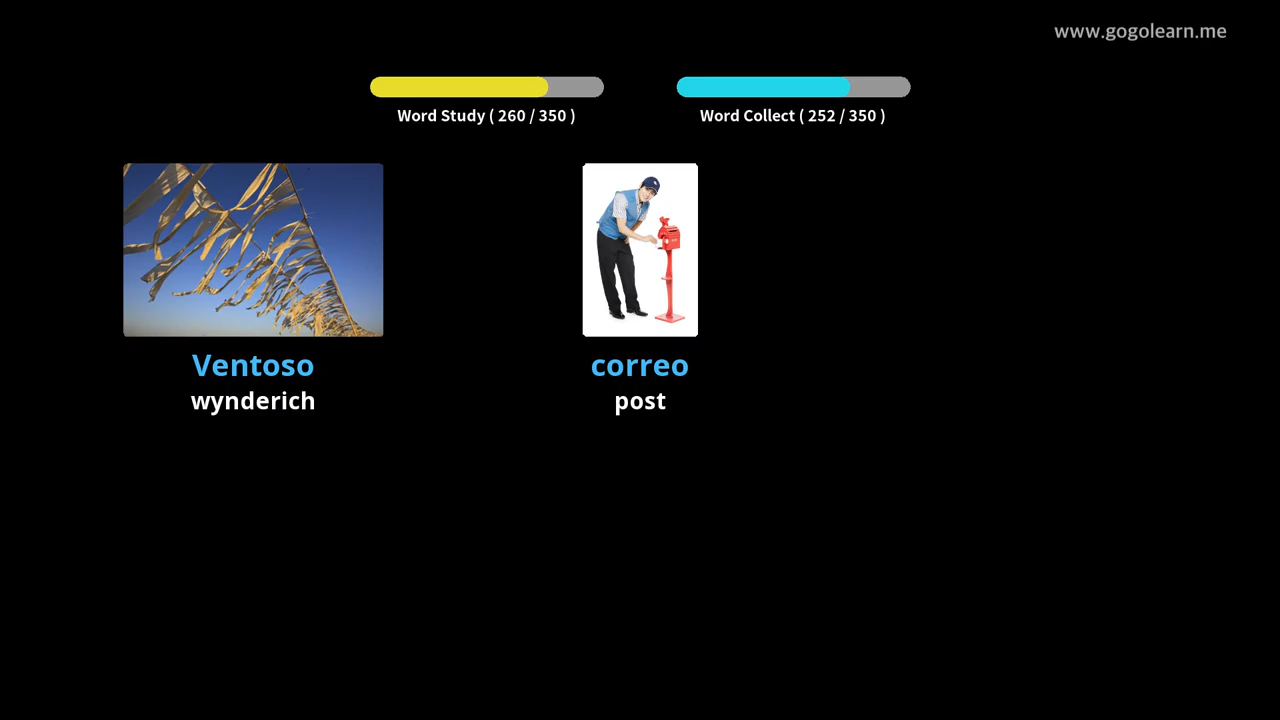 www.gogolearn.me
Word Study ( 260 / 350 )
Word Collect ( 252 / 350 )
Ventoso
wynderich
correo
post